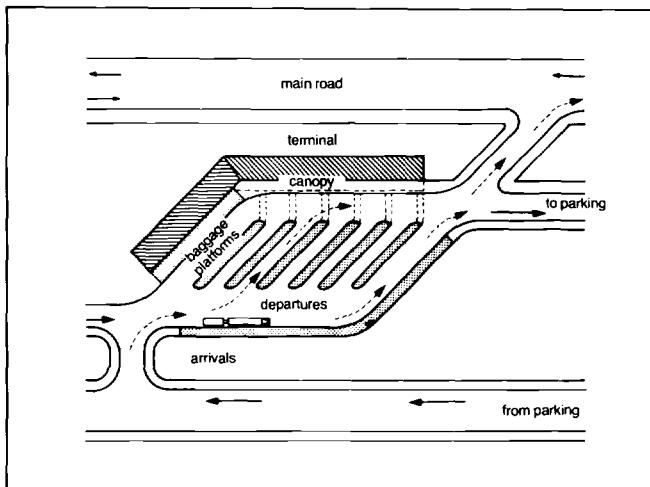 main road
terminal
canopy
to parking
baggage
platforms
departures
arrivals
from parking